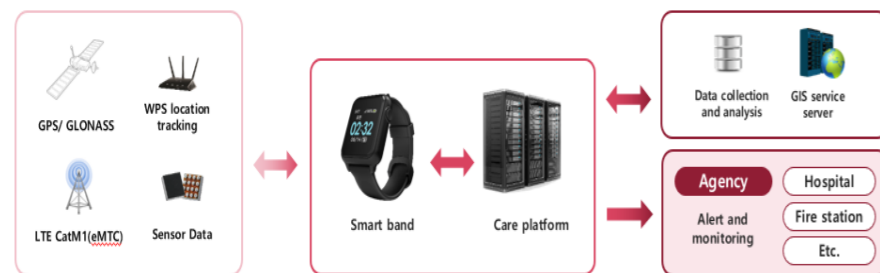 GPS/ GLONASS
WPS location
tracking
LTE CatM1(eMTC)
Sensor Data
02:32
Smart band
Care platform
Data collection
and analysis
GIS service
server
Agency
Alert and
monitoring
Hospital
Fire station
Etc.